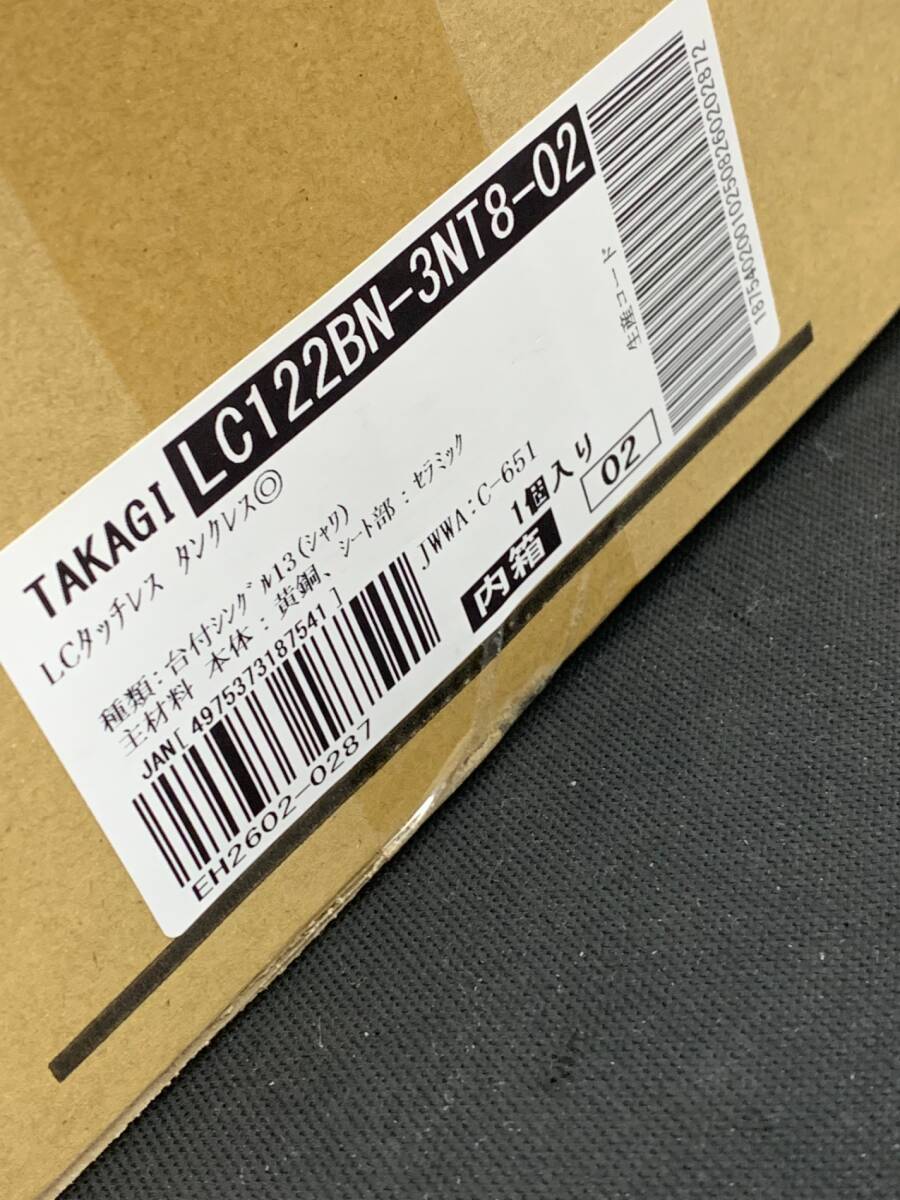 TAKAGI LC122BN-3NT8-02
LCタッチレス タンクレス◎
種類:台付シングル13(シャリ)
主材料 本体:黄銅、シート部:セラミック
JAN[ 4975373187541 ]
JWWA:C-651
EH2602-0287
1個入り
内箱
02
生産コード
187540200102508260202872